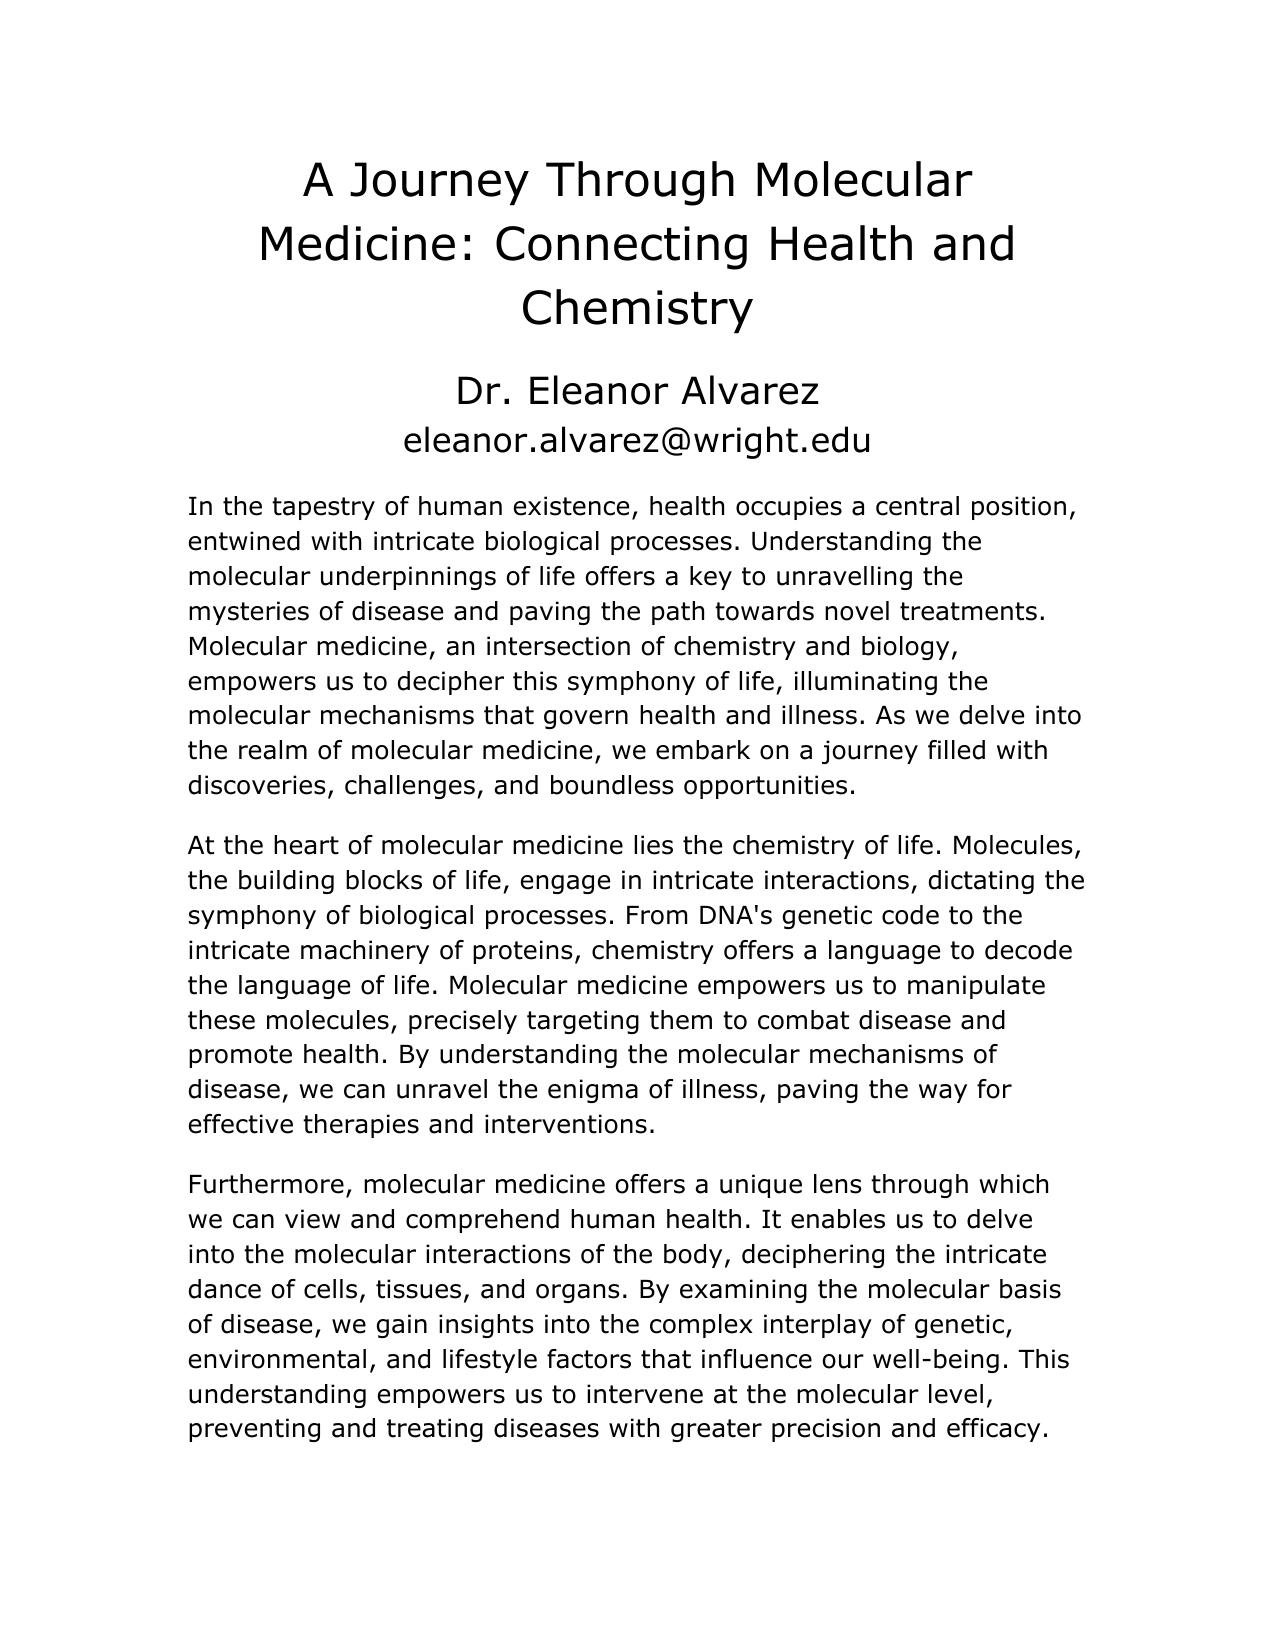 A Journey Through Molecular
Medicine: Connecting Health and
Chemistry
Dr. Eleanor Alvarez
eleanor.alvarez@wright.edu
In the tapestry of human existence, health occupies a central position,
entwined with intricate biological processes. Understanding the
molecular underpinnings of life offers a key to unravelling the
mysteries of disease and paving the path towards novel treatments.
Molecular medicine, an intersection of chemistry and biology,
empowers us to decipher this symphony of life, illuminating the
molecular mechanisms that govern health and illness. As we delve into
the realm of molecular medicine, we embark on a journey filled with
discoveries, challenges, and boundless opportunities.
At the heart of molecular medicine lies the chemistry of life. Molecules,
the building blocks of life, engage in intricate interactions, dictating the
symphony of biological processes. From DNA's genetic code to the
intricate machinery of proteins, chemistry offers a language to decode
the language of life. Molecular medicine empowers us to manipulate
these molecules, precisely targeting them to combat disease and
promote health. By understanding the molecular mechanisms of
disease, we can unravel the enigma of illness, paving the way for
effective therapies and interventions.
Furthermore, molecular medicine offers a unique lens through which
we can view and comprehend human health. It enables us to delve
into the molecular interactions of the body, deciphering the intricate
dance of cells, tissues, and organs. By examining the molecular basis
of disease, we gain insights into the complex interplay of genetic,
environmental, and lifestyle factors that influence our well-being. This
understanding empowers us to intervene at the molecular level,
preventing and treating diseases with greater precision and efficacy.